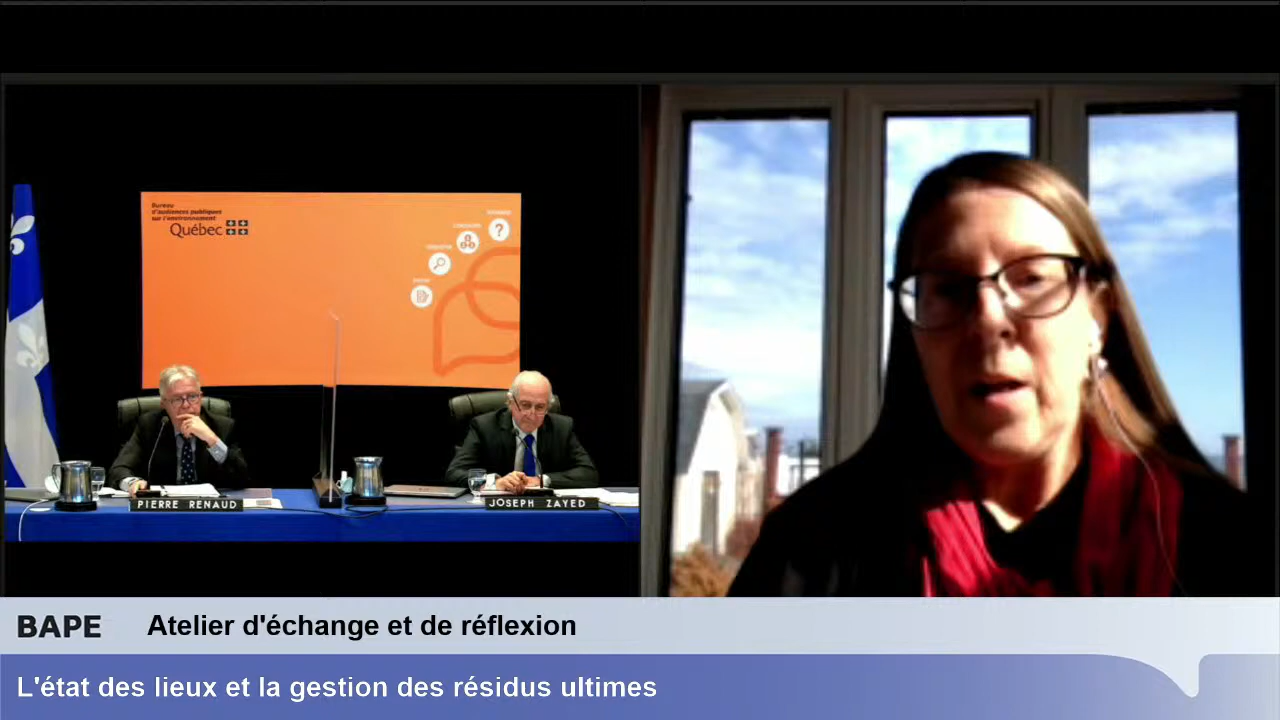 Bureau
d'audiences publiques
sur l'environnement
Québec
PIERRE RENAUD
JOSEPH ZAYED
BAPE
Atelier d'échange et de réflexion
L'état des lieux et la gestion des résidus ultimes